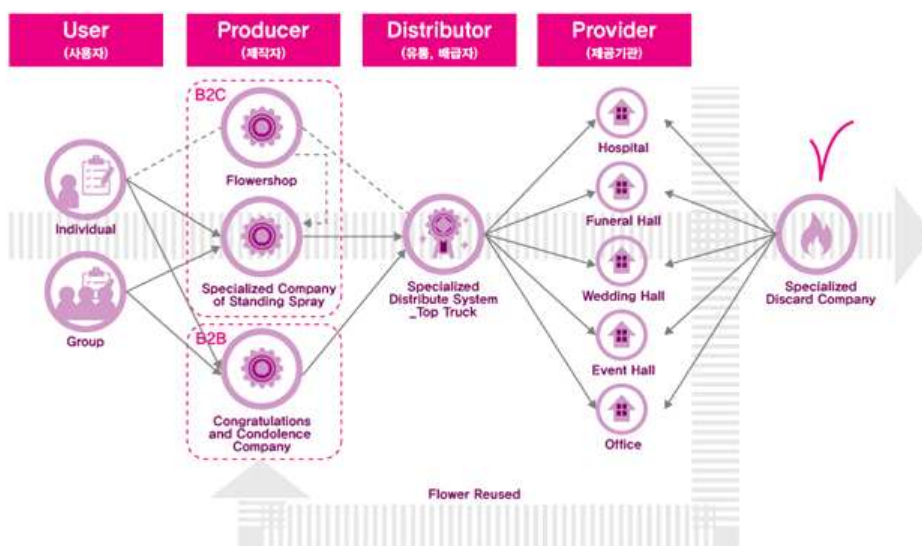 User
(사용자)
Producer
(제작자)
Distributor
(유통, 배급자)
Provider
(제공기관)
B2C
Flowershop
Individual
Specialized Company
of Standing Spray
Group
B2B
Congratulations
and Condolence
Company
Specialized
Distribute System
_Top Truck
Hospital
Funeral Hall
Wedding Hall
Event Hall
Office
Specialized
Discard Company
Flower Reused